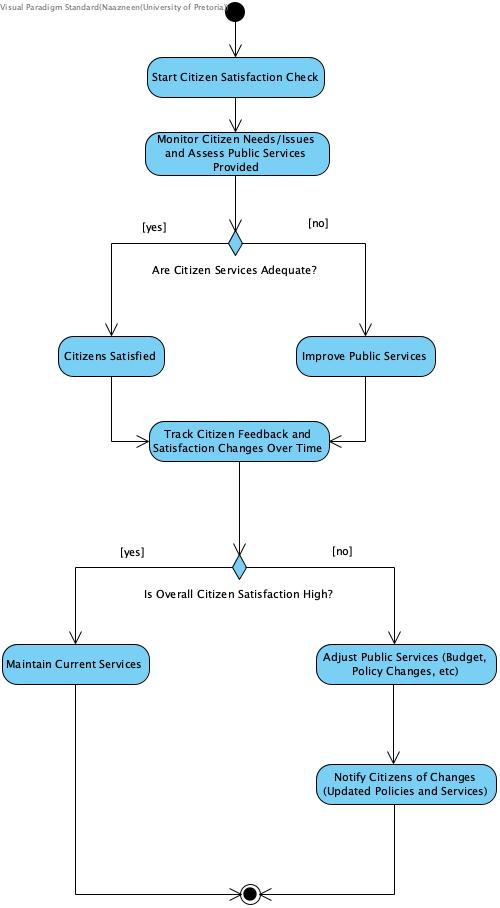 Visual Paradigm Standard(Naazneen(University of Pretoria))
Start Citizen Satisfaction Check
Monitor Citizen Needs/Issues
and Assess Public Services
Provided
[yes]
[no]
Are Citizen Services Adequate?
Citizens Satisfied
Improve Public Services
Track Citizen Feedback and
Satisfaction Changes Over Time
[yes]
[no]
Is Overall Citizen Satisfaction High?
Maintain Current Services
Adjust Public Services (Budget,
Policy Changes, etc)
Notify Citizens of Changes
(Updated Policies and Services)